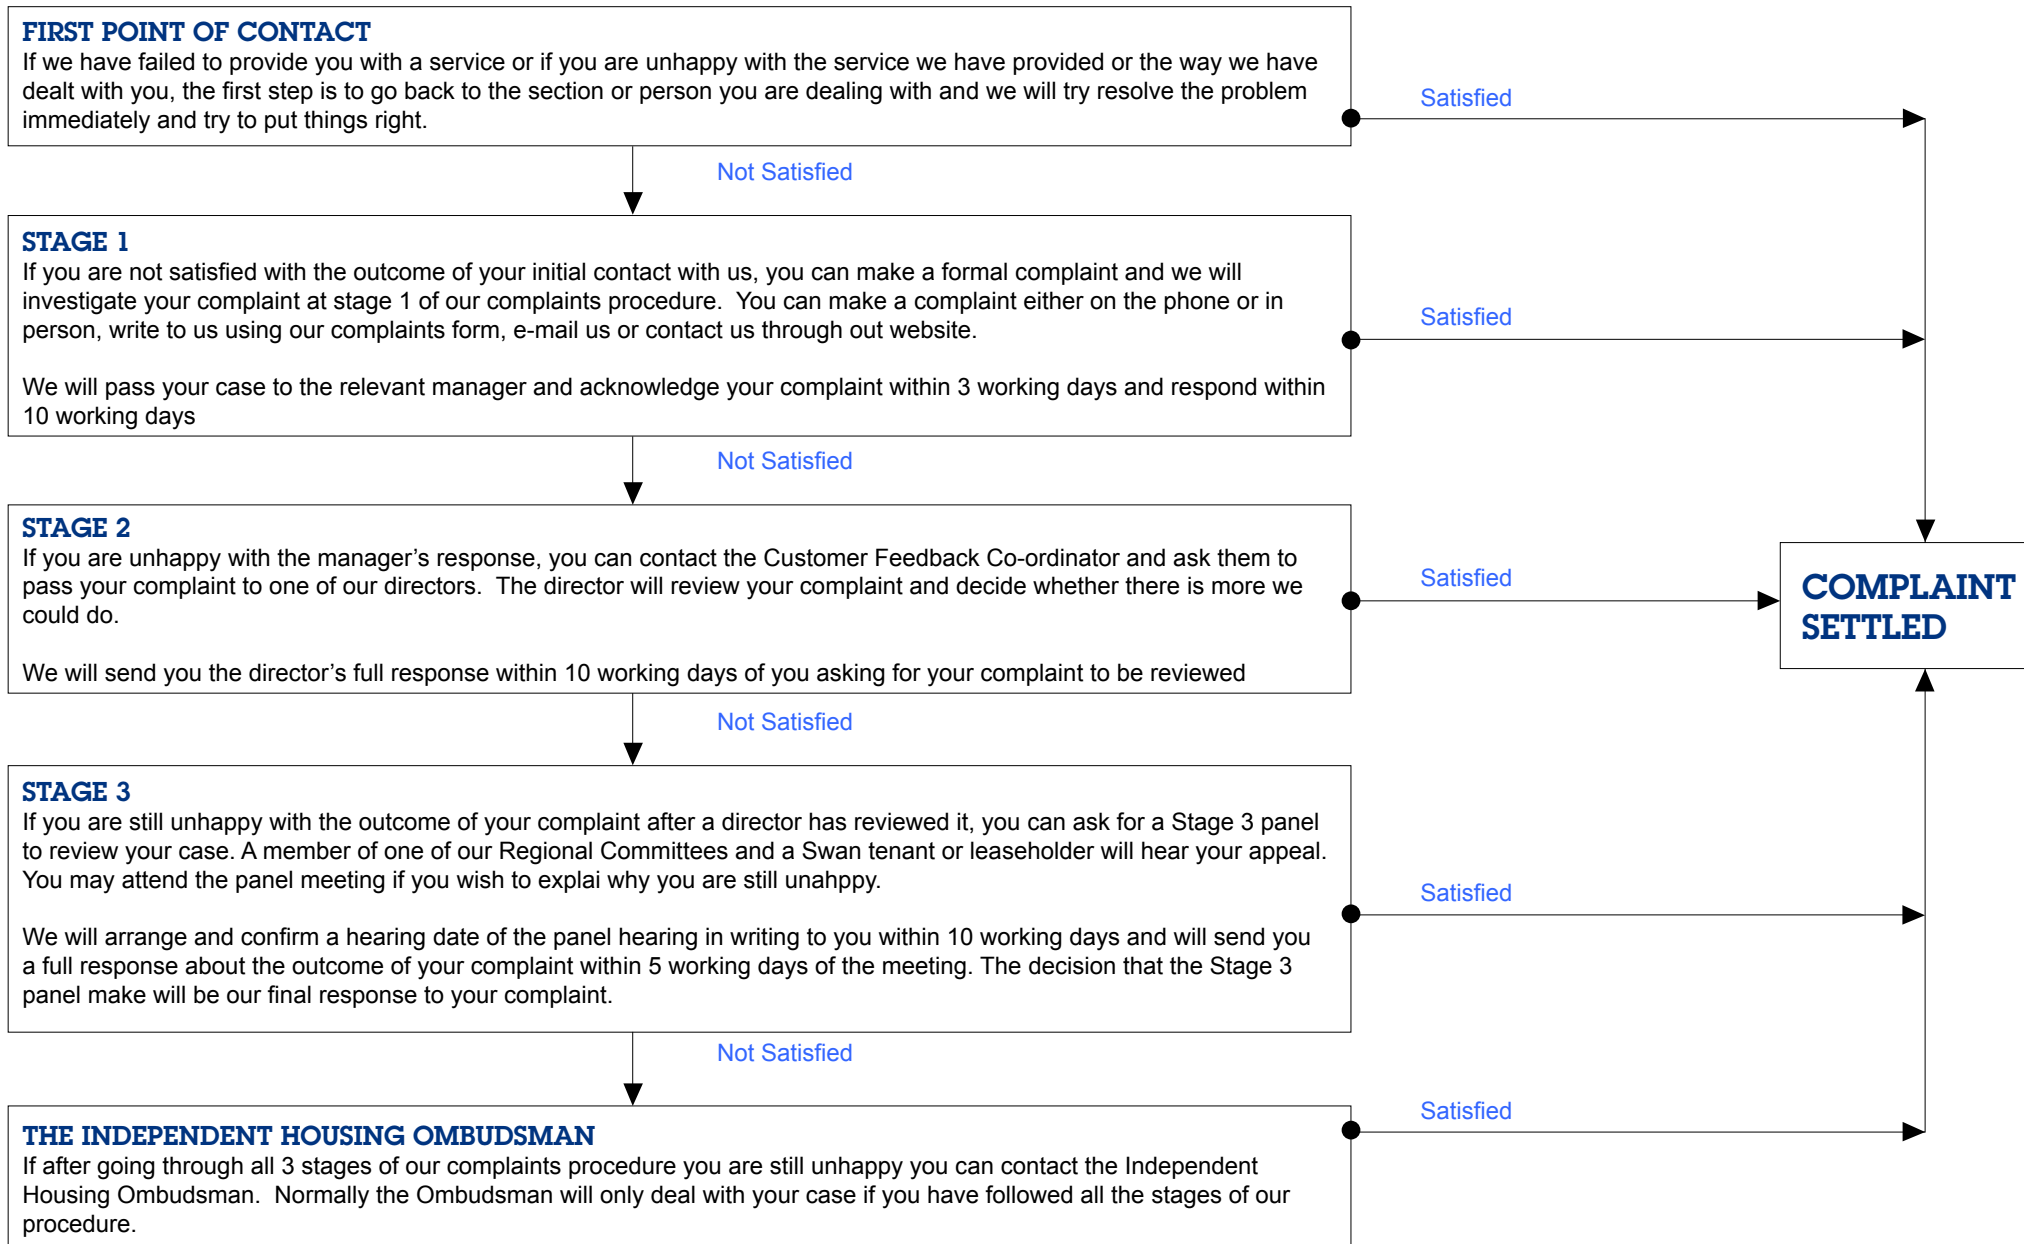 FIRST POINT OF CONTACT
If we have failed to provide you with a service or if you are unhappy with the service we have provided or the way we have
dealt with you, the first step is to go back to the section or person you are dealing with and we will try resolve the problem
immediately and try to put things right.
Satisfied
Not Satisfied
STAGE 1
If you are not satisfied with the outcome of your initial contact with us, you can make a formal complaint and we will
investigate your complaint at stage 1 of our complaints procedure.  You can make a complaint either on the phone or in
person, write to us using our complaints form, e-mail us or contact us through out website.
We will pass your case to the relevant manager and acknowledge your complaint within 3 working days and respond within
10 working days
Satisfied
Not Satisfied
STAGE 2
If you are unhappy with the manager’s response, you can contact the Customer Feedback Co-ordinator and ask them to
pass your complaint to one of our directors.  The director will review your complaint and decide whether there is more we
could do.
We will send you the director’s full response within 10 working days of you asking for your complaint to be reviewed
Satisfied
COMPLAINT
SETTLED
Not Satisfied
STAGE 3
If you are still unhappy with the outcome of your complaint after a director has reviewed it, you can ask for a Stage 3 panel
to review your case. A member of one of our Regional Committees and a Swan tenant or leaseholder will hear your appeal.
You may attend the panel meeting if you wish to explai why you are still unahppy.
We will arrange and confirm a hearing date of the panel hearing in writing to you within 10 working days and will send you
a full response about the outcome of your complaint within 5 working days of the meeting. The decision that the Stage 3
panel make will be our final response to your complaint.
Satisfied
Not Satisfied
THE INDEPENDENT HOUSING OMBUDSMAN
If after going through all 3 stages of our complaints procedure you are still unhappy you can contact the Independent
Housing Ombudsman.  Normally the Ombudsman will only deal with your case if you have followed all the stages of our
procedure.
Satisfied